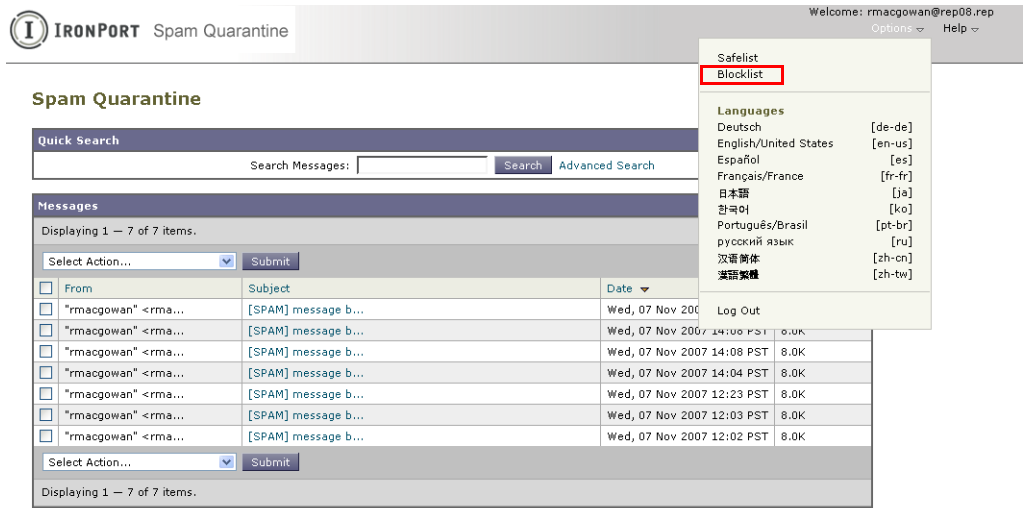 IRONPORT Spam Quarantine
Welcome: rmacgowan@rep08.rep
Options Help
Safelist
Blocklist
Languages
Deutsch [de-de]
English/United States [en-us]
Español [es]
Français/France [fr-fr]
日本語 [ja]
한국어 [ko]
Português/Brasil [pt-br]
русский язык [ru]
汉语简体 [zh-cn]
漢語繁體 [zh-tw]
Log Out
Spam Quarantine
Quick Search
Search Messages: Search Advanced Search
Messages
Displaying 1 — 7 of 7 items.
Select Action... Submit
From Subject Date
"rmacgowan" <rma... [SPAM] message b... Wed, 07 Nov 200
"rmacgowan" <rma... [SPAM] message b... Wed, 07 Nov 2007 14:08 PST 8.0K
"rmacgowan" <rma... [SPAM] message b... Wed, 07 Nov 2007 14:08 PST 8.0K
"rmacgowan" <rma... [SPAM] message b... Wed, 07 Nov 2007 14:04 PST 8.0K
"rmacgowan" <rma... [SPAM] message b... Wed, 07 Nov 2007 12:23 PST 8.0K
"rmacgowan" <rma... [SPAM] message b... Wed, 07 Nov 2007 12:03 PST 8.0K
"rmacgowan" <rma... [SPAM] message b... Wed, 07 Nov 2007 12:02 PST 8.0K
Select Action... Submit
Displaying 1 — 7 of 7 items.